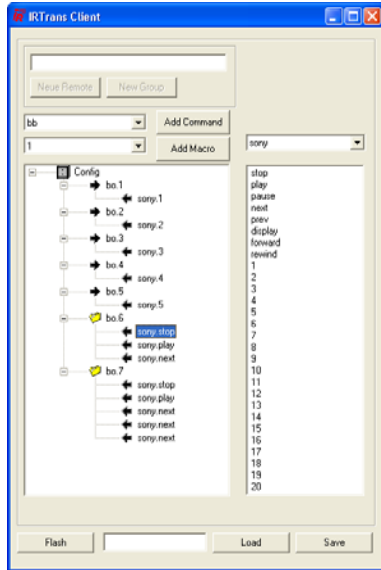 IRTrans Client
Neue Remote New Group
bb Add Command
1 Add Macro
sony
Config
bo.1
sony.1
bo.2
sony.2
bo.3
sony.3
bo.4
sony.4
bo.5
sony.5
bo.6
sony.stop
sony.play
sony.next
bo.7
sony.stop
sony.play
sony.next
sony.next
sony.next
stop
play
pause
next
prev
display
forward
rewind
1
2
3
4
5
6
7
8
9
10
11
12
13
14
15
16
17
18
19
20
Flash Load Save